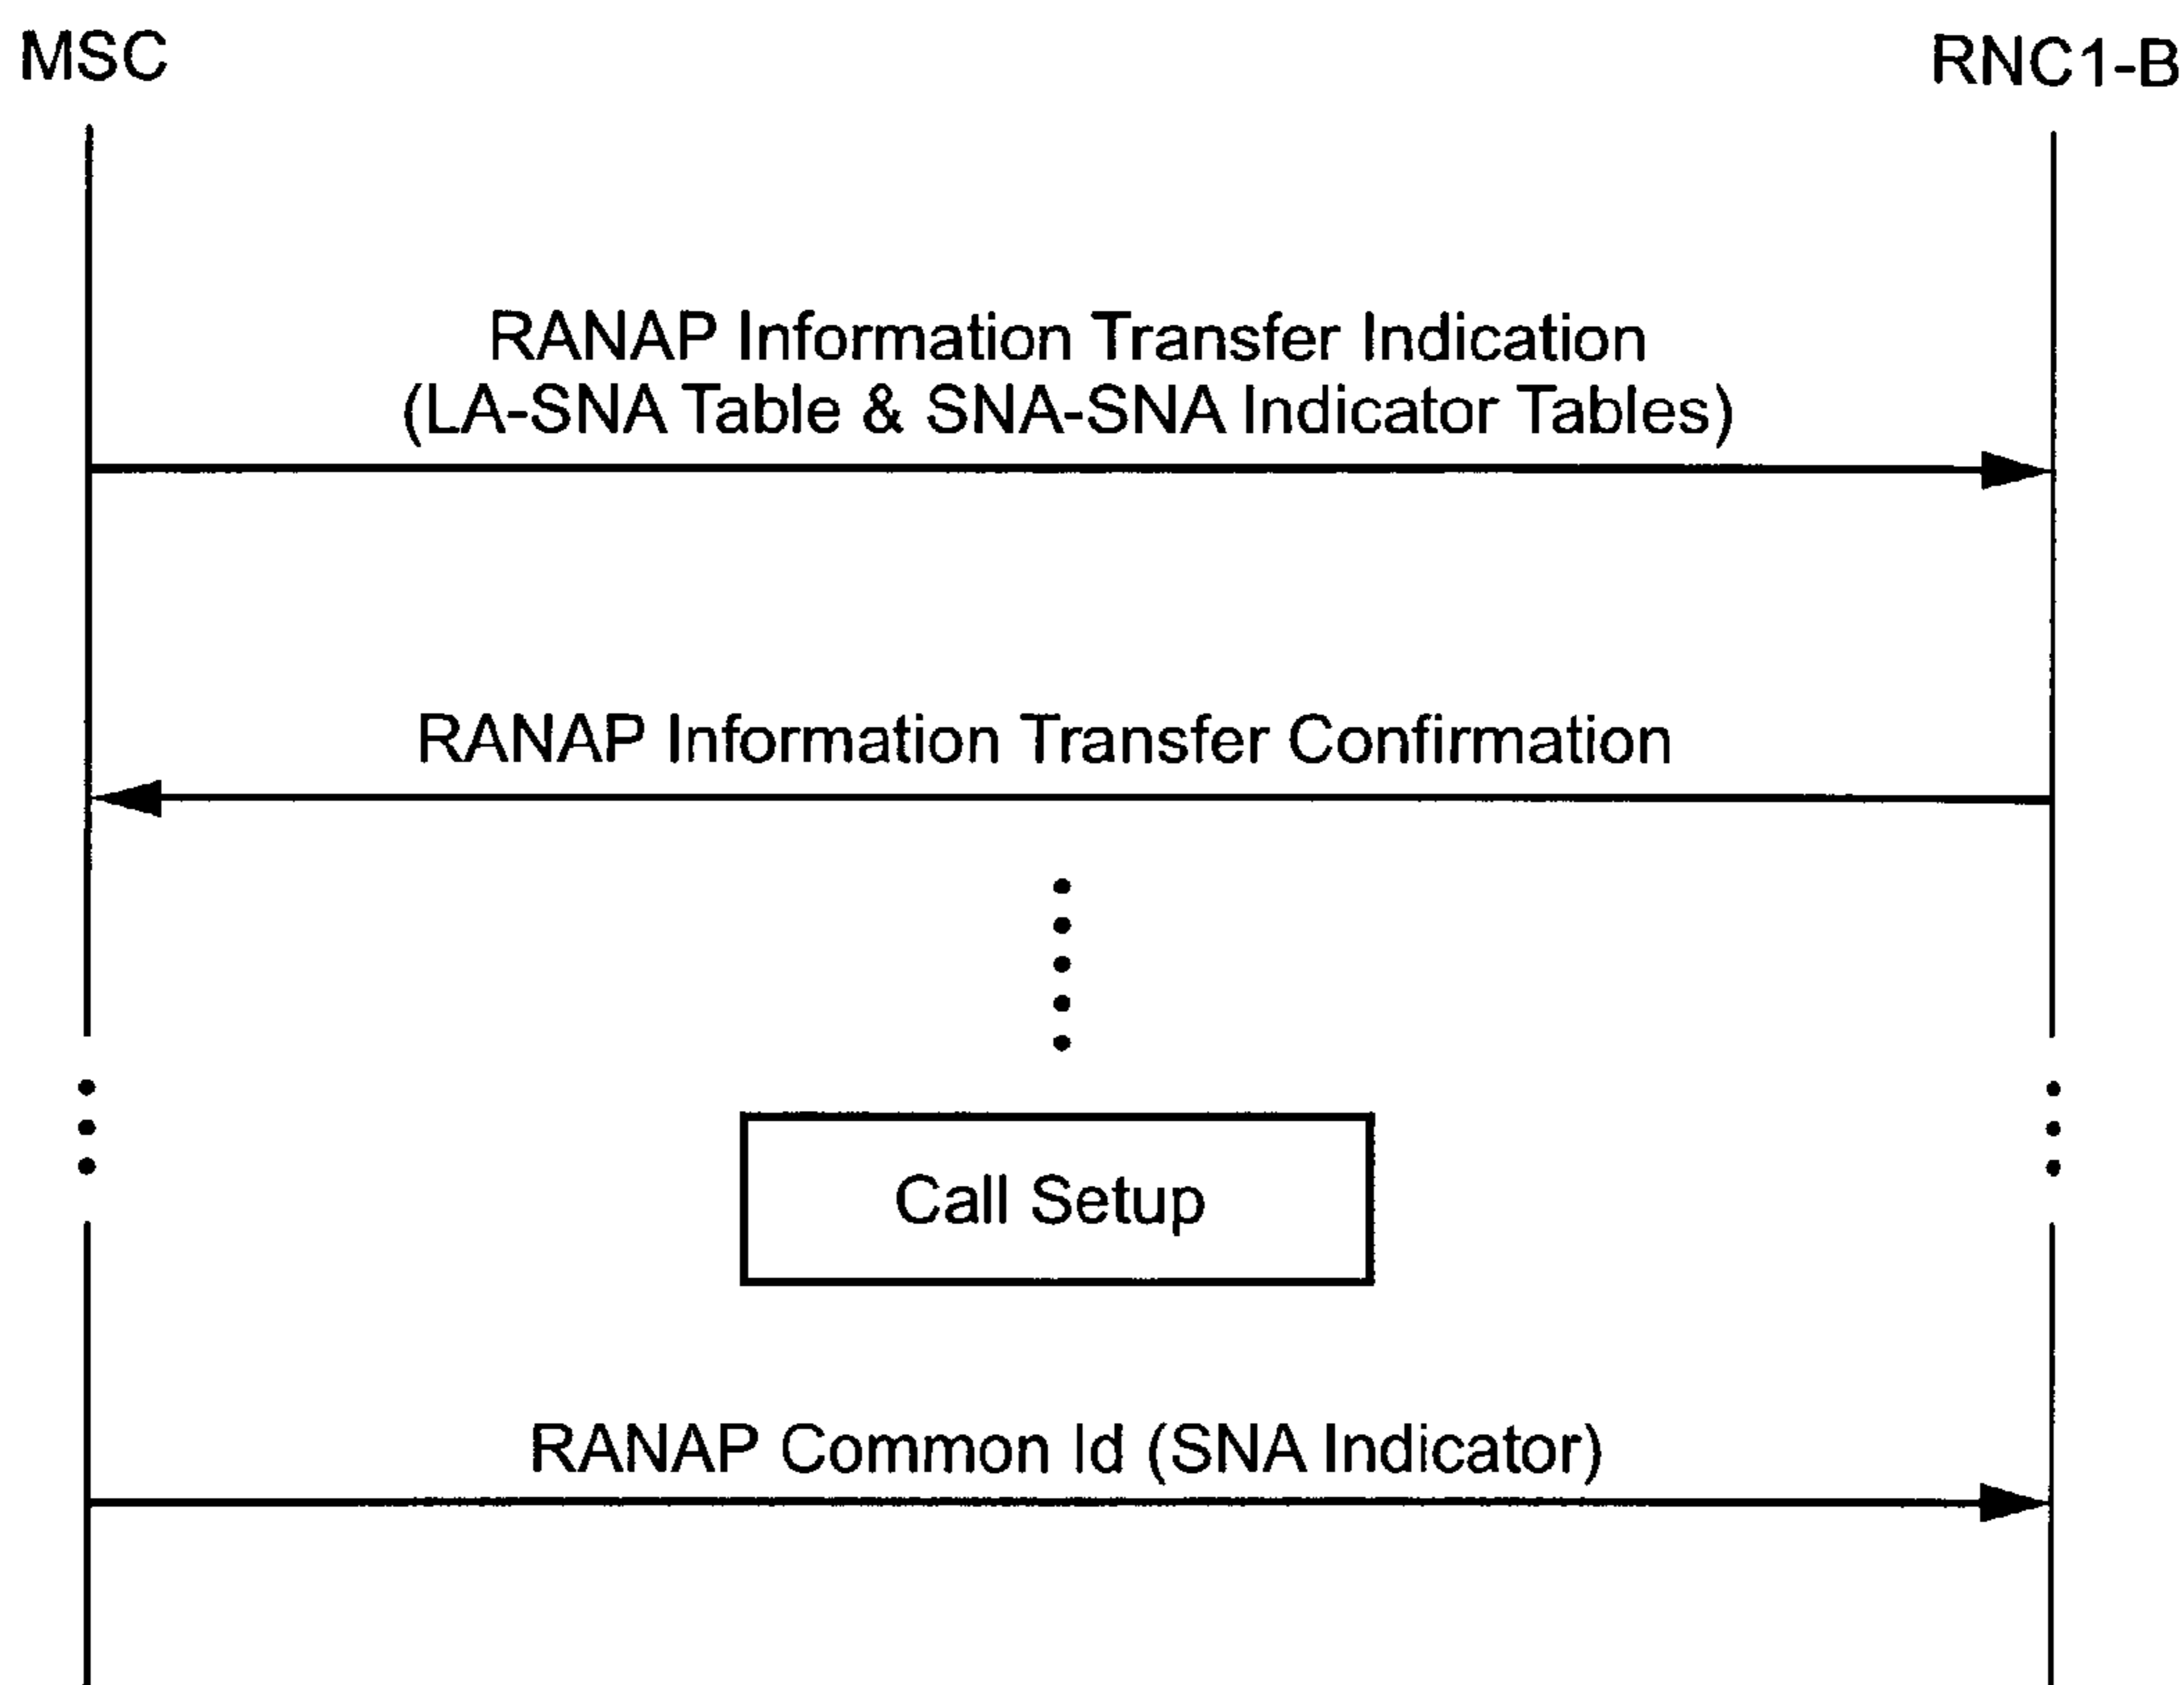 MSC
RNC1-B
RANAP Information Transfer Indication
(LA-SNA Table & SNA-SNA Indicator Tables)
RANAP Information Transfer Confirmation
Call Setup
RANAP Common Id (SNA Indicator)